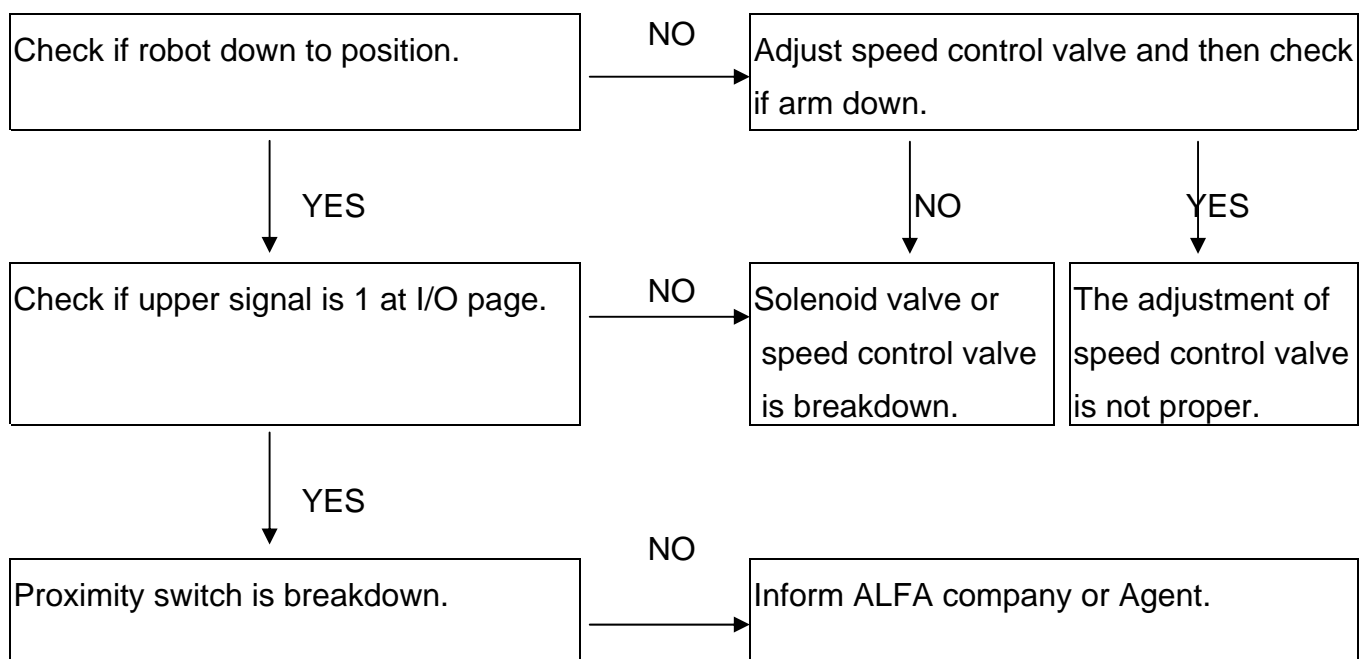 Check if robot down to position.
NO
Adjust speed control valve and then check
if arm down.
YES
NO
YES
Check if upper signal is 1 at I/O page.
NO
Solenoid valve or
speed control valve
is breakdown.
The adjustment of
speed control valve
is not proper.
YES
Proximity switch is breakdown.
NO
Inform ALFA company or Agent.